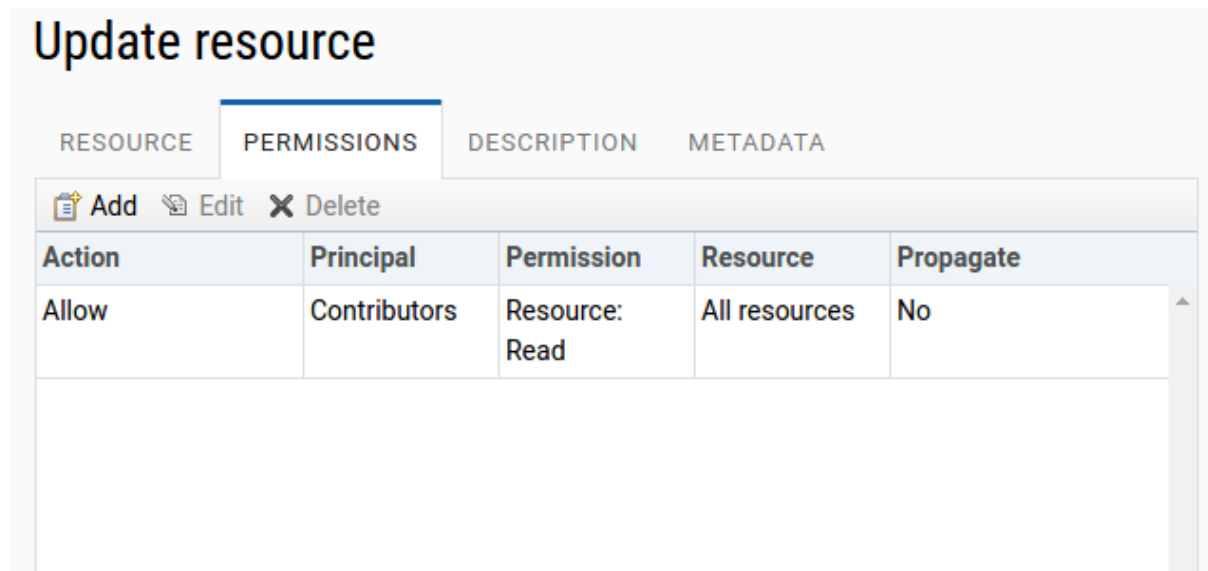 Update resource
RESOURCE PERMISSIONS DESCRIPTION METADATA
Add Edit Delete
Action Principal Permission Resource Propagate
Allow Contributors Resource: All resources No
Read